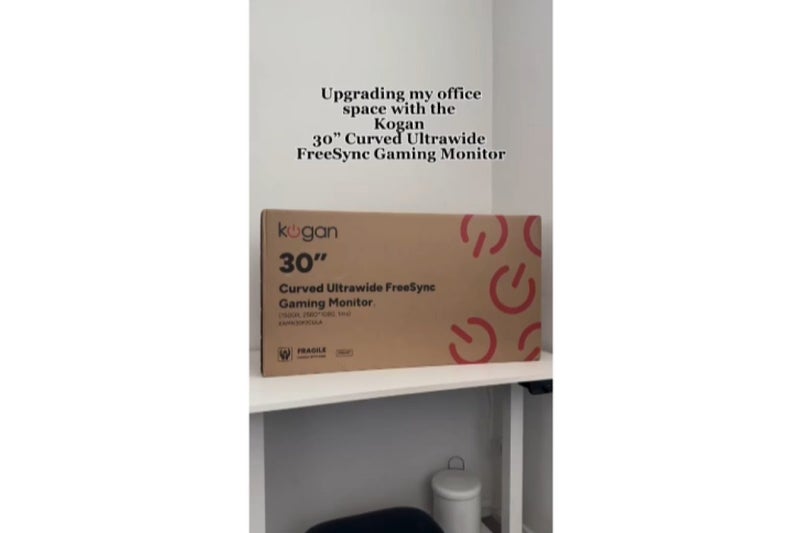 Upgrading my office
space with the
Kogan
30" Curved Ultrawide
FreeSync Gaming Monitor
kogan
30"
Curved Ultrawide FreeSync
Gaming Monitor
FRAGILE